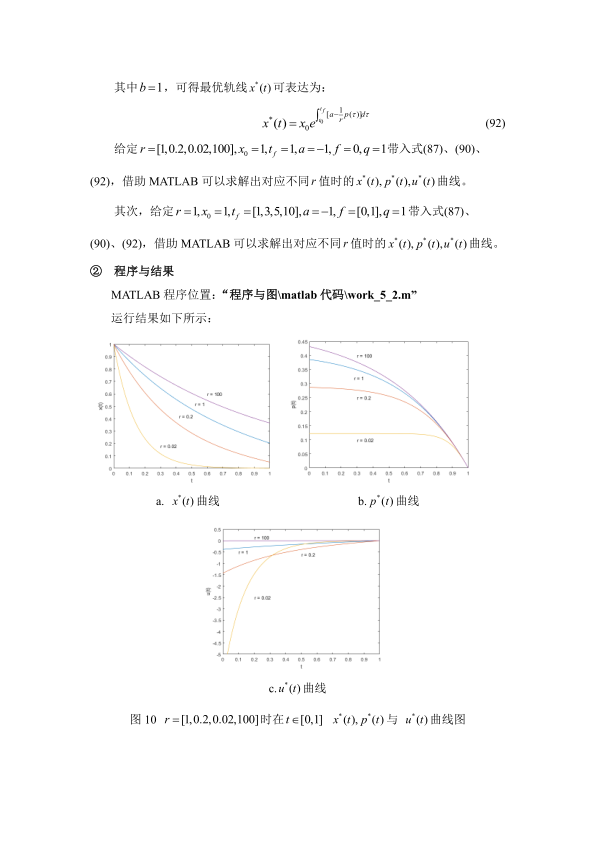 其中 b = 1，可得最优轨线 x*(t) 可表达为：
x*(t) = x₀e^{∫_{t₀}^{t_f} [a − (1/r) p(τ)]dτ} (92)
给定 r = [1,0.2,0.02,100], x₀ = 1, t_f = 1, a = −1, f = 0, q = 1 带入式(87)、(90)、
(92)，借助 MATLAB 可以求解出对应不同 r 值时的 x*(t), p*(t),u*(t) 曲线。
其次，给定 r = 1, x₀ = 1, t_f = [1,3,5,10], a = −1, f = [0,1], q = 1 带入式(87)、
(90)、(92)，借助 MATLAB 可以求解出对应不同 r 值时的 x*(t), p*(t),u*(t) 曲线。
② 程序与结果
MATLAB 程序位置：“程序与图\matlab 代码\work_5_2.m”
运行结果如下所示：
1
0.9
0.8
0.7
0.6
0.5
0.4
0.3
0.2
0.1
0
r = 100
r = 1
r = 0.2
r = 0.02
0 0.1 0.2 0.3 0.4 0.5 0.6 0.7 0.8 0.9 1
t
0.45
0.4
0.35
0.3
0.25
0.2
0.15
0.1
0.05
0
p(t)
r = 100
r = 1
r = 0.2
r = 0.02
0 0.1 0.2 0.3 0.4 0.5 0.6 0.7 0.8 0.9 1
t
a. x*(t) 曲线
b. p*(t) 曲线
0.5
0
-0.5
-1
-1.5
-2
-2.5
-3
-3.5
-4
-4.5
-5
u(t)
r = 100
r = 1
r = 0.2
r = 0.02
0 0.1 0.2 0.3 0.4 0.5 0.6 0.7 0.8 0.9 1
t
c. u*(t) 曲线
图 10 r = [1,0.2,0.02,100] 时在 t ∈ [0,1] x*(t), p*(t) 与 u*(t) 曲线图